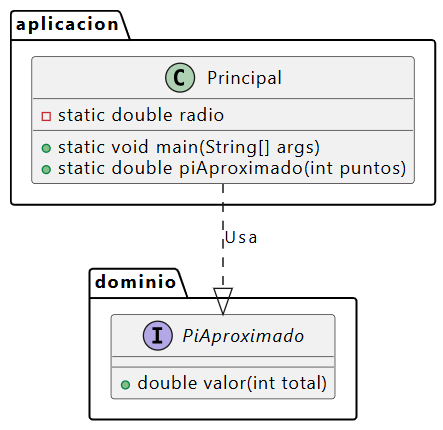 aplicacion
C Principal
static double radio
static void main(String[] args)
static double piAproximado(int puntos)
Usa
dominio
I PiAproximado
double valor(int total)